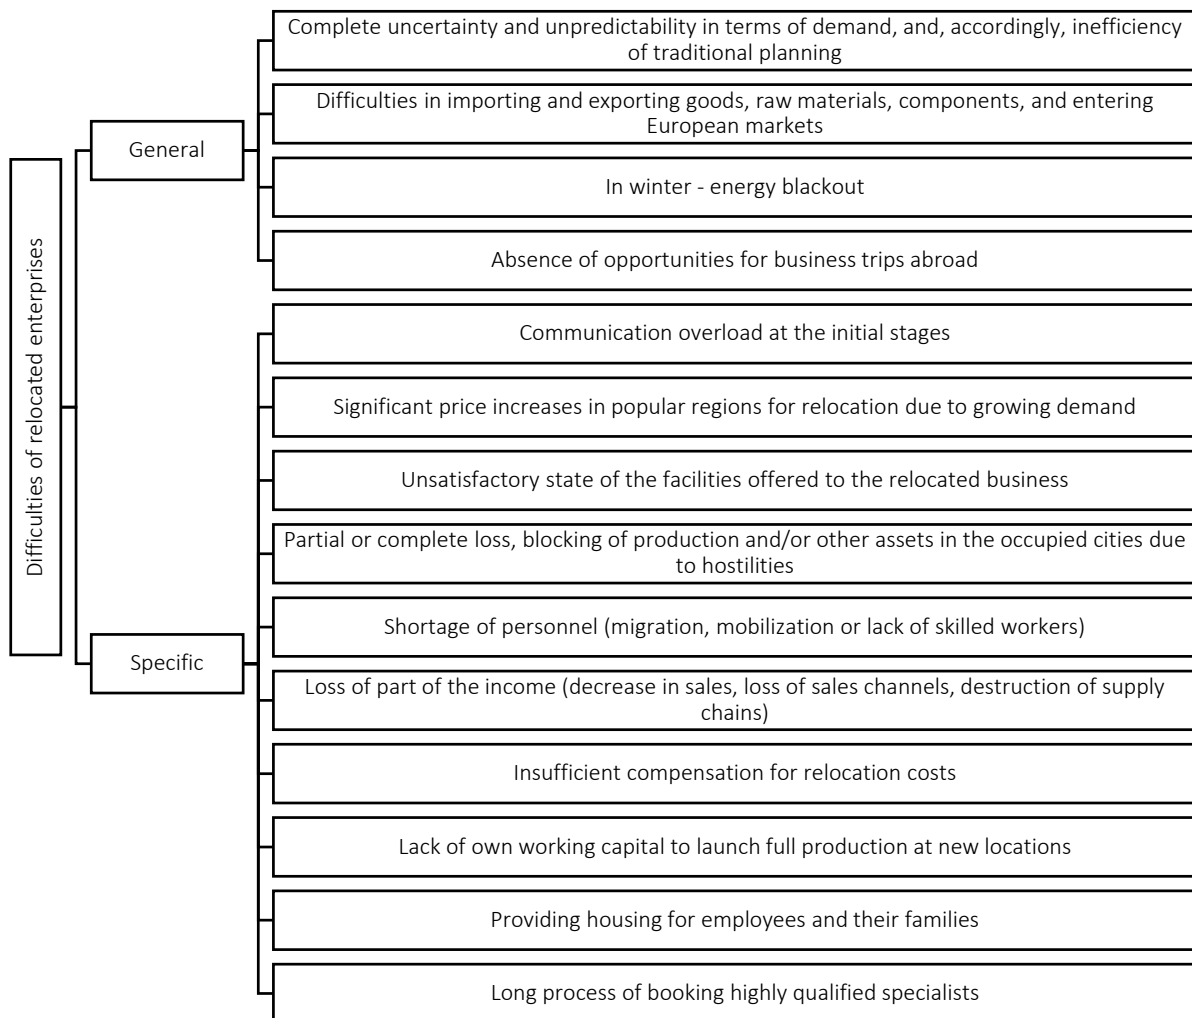 Difficulties of relocated enterprises
General
Complete uncertainty and unpredictability in terms of demand, and, accordingly, inefficiency
of traditional planning
Difficulties in importing and exporting goods, raw materials, components, and entering
European markets
In winter - energy blackout
Absence of opportunities for business trips abroad
Specific
Communication overload at the initial stages
Significant price increases in popular regions for relocation due to growing demand
Unsatisfactory state of the facilities offered to the relocated business
Partial or complete loss, blocking of production and/or other assets in the occupied cities due
to hostilities
Shortage of personnel (migration, mobilization or lack of skilled workers)
Loss of part of the income (decrease in sales, loss of sales channels, destruction of supply
chains)
Insufficient compensation for relocation costs
Lack of own working capital to launch full production at new locations
Providing housing for employees and their families
Long process of booking highly qualified specialists